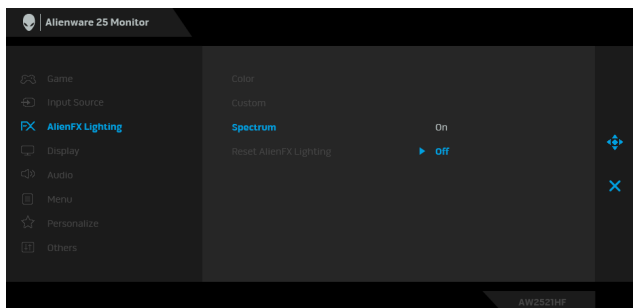 Alienware 25 Monitor
Game
Color
Input Source
Custom
FX AlienFX Lighting
Spectrum
On
Display
Reset AlienFX Lighting
Off
Audio
Menu
Personalize
Others
AW2521HF